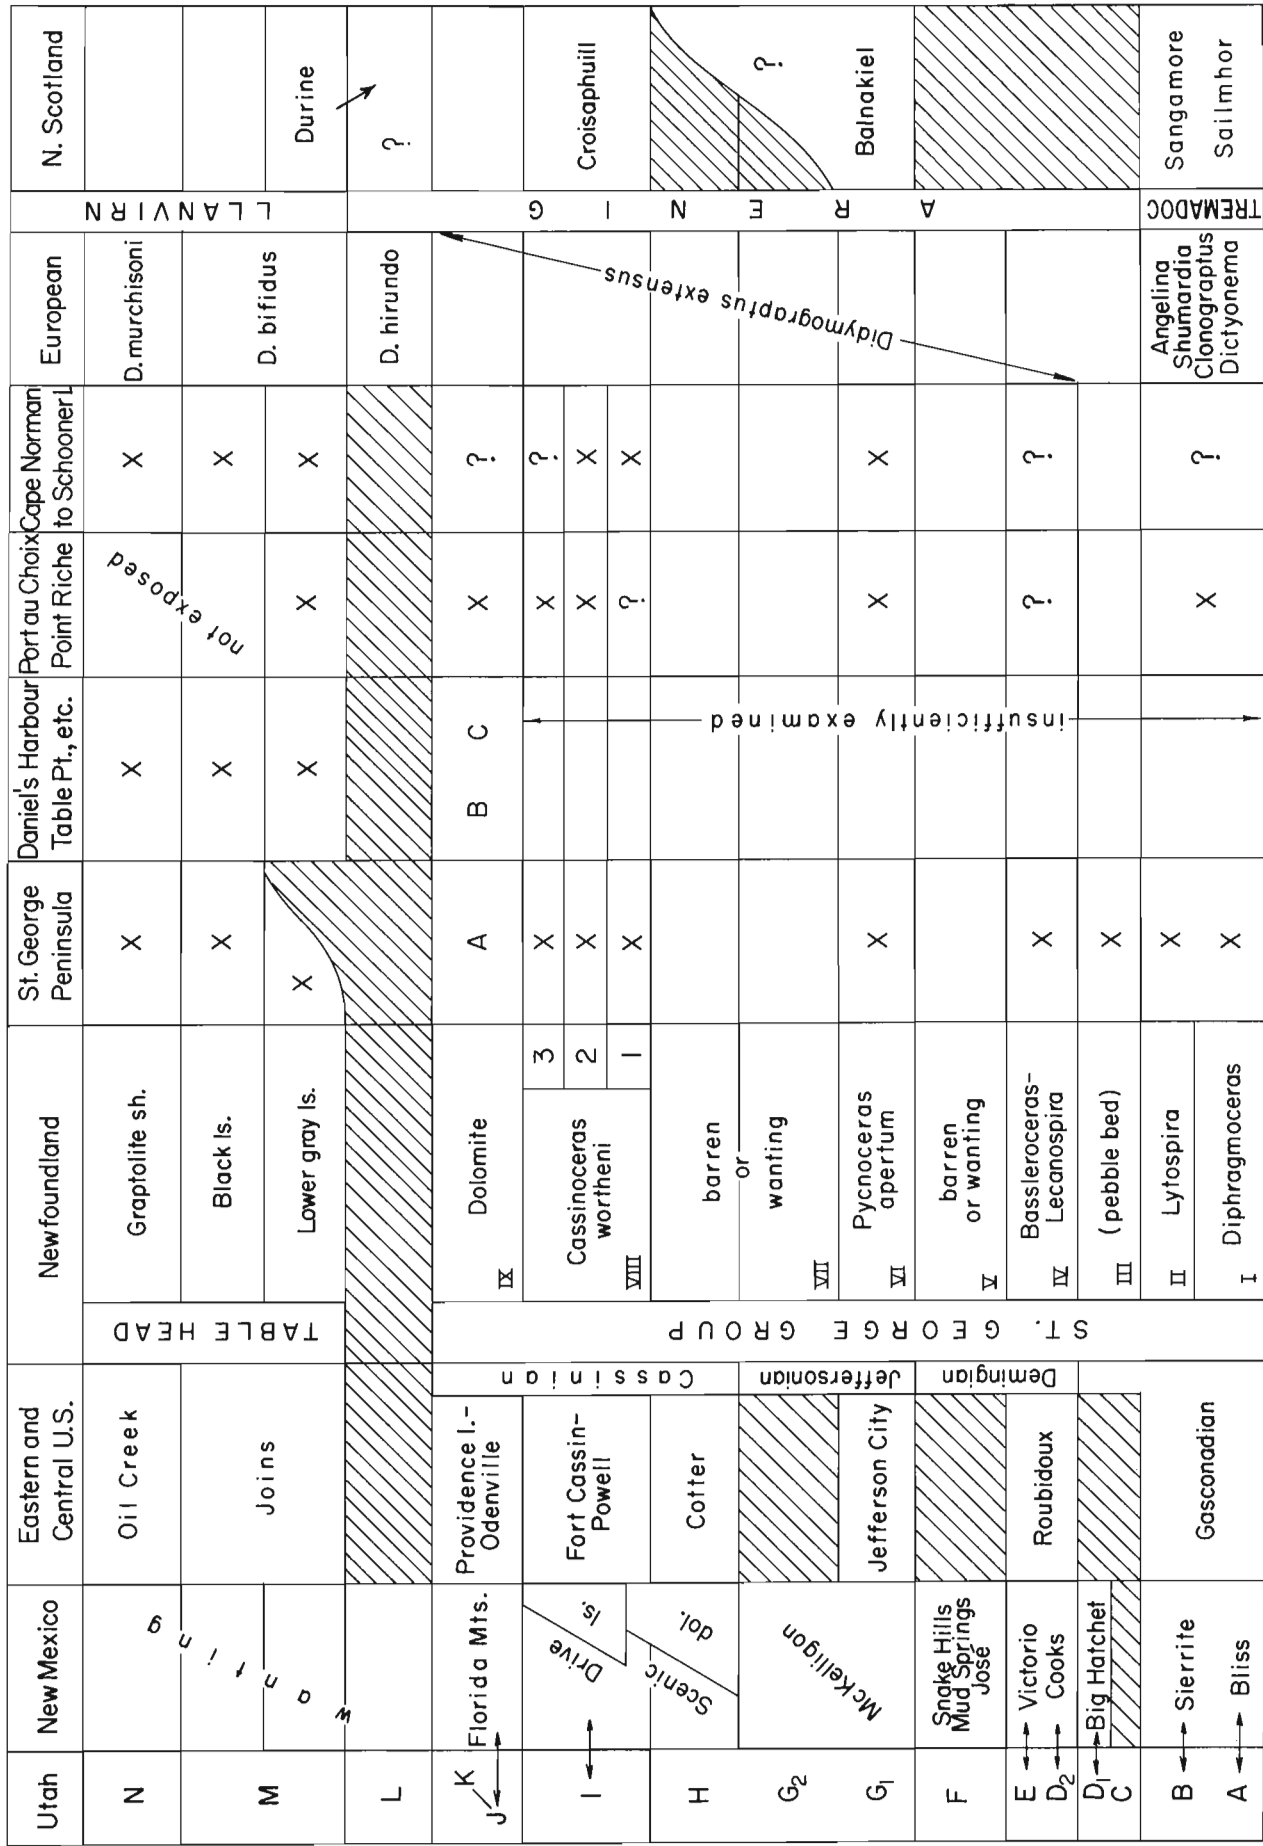 Utah
N
M
L
K
J
I
H
G2
G1
F
E
D2
D1
C
B
A
New Mexico
wanting
Florida Mts.
Drive
ls.
Scenic
dol.
McKelligon
Snake Hills
Mud Springs
José
Victorio
Cooks
Big Hatchet
Sierrite
Bliss
Eastern and
Central U.S.
Oil Creek
Joins
Providence I.-
Odenville
Fort Cassin-
Powell
Cotter
Jefferson City
Roubidoux
Gasconadian
Cassinian
Jeffersonian
Demingian
TABLE HEAD
ST. GEORGE GROUP
Newfoundland
Graptolite sh.
Black ls.
Lower gray ls.
Dolomite
IX
Cassinoceras
wortheni
VIII
3
2
1
barren
or
wanting
VII
Pycnoceras
apertum
VI
barren
or wanting
V
Bassleroceras-
Lecanospira
IV
(pebble bed)
III
Lytospira
II
Diphragmoceras
I
St. George
Peninsula
X
X
X
A
X
X
X
X
X
X
X
X
Daniel's Harbour
Table Pt., etc.
X
X
X
B C
insufficiently examined
Port au Choix
Point Riche
not exposed
X
X
X
X
?
X
?
X
Cape Norman
to Schooner I.
X
X
X
?
?
X
X
X
?
?
European
D. murchisoni
D. bifidus
D. hirundo
Didymograptus extensus
Angelina
Shumardia
Clonograptus
Dictyonema
LLANVIRN
ARENIG
TREMADOC
N. Scotland
Durine
?
Croisaphuill
?
Balnakiel
Sangamore
Sailmhor